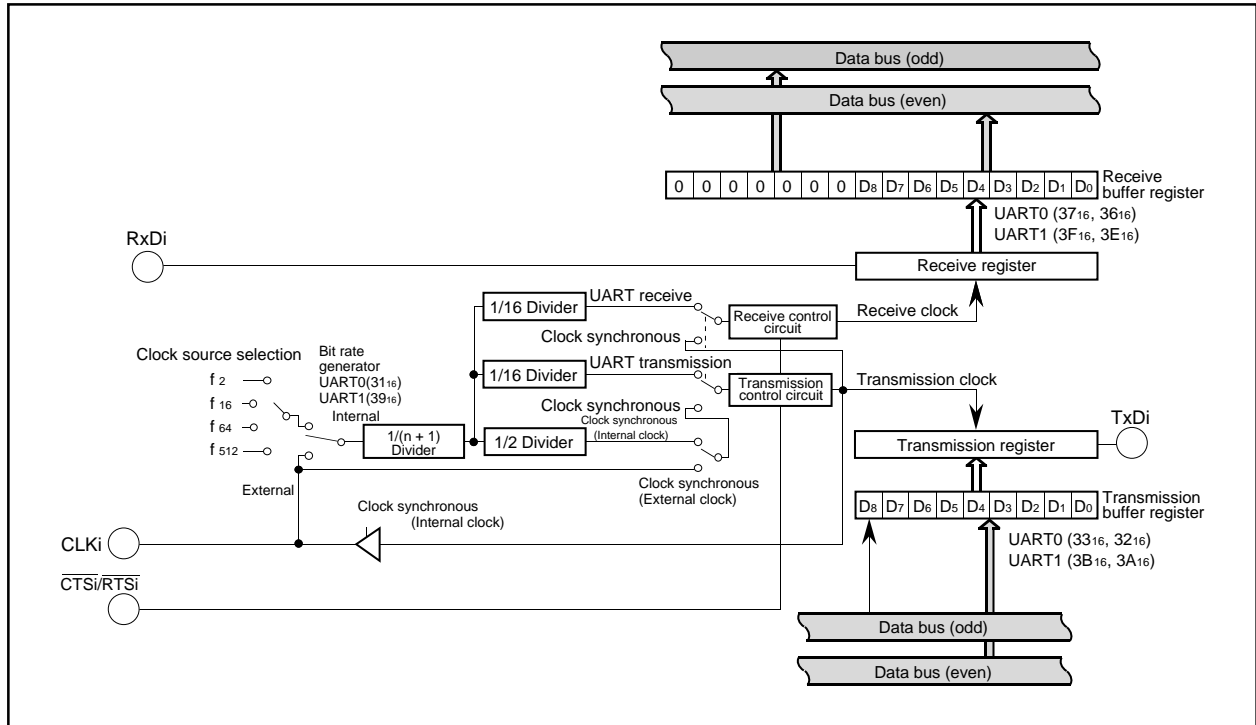 Data bus (odd)
Data bus (even)
0 0 0 0 0 0 0 D8 D7 D6 D5 D4 D3 D2 D1 D0
Receive
buffer register
UART0 (3716, 3616)
UART1 (3F16, 3E16)
RxDi
Receive register
1/16 Divider
UART receive
Receive control
circuit
Receive clock
Clock synchronous
Clock source selection
Bit rate
generator
UART0(3116)
UART1(3916)
Internal
f 2
f 16
f 64
f 512
1/(n + 1)
Divider
External
UART transmission
1/16 Divider
Transmission
control circuit
Transmission clock
Clock synchronous
Clock synchronous
(Internal clock)
1/2 Divider
Clock synchronous
(External clock)
TxDi
Transmission register
D8 D7 D6 D5 D4 D3 D2 D1 D0
Transmission
buffer register
UART0 (3316, 3216)
UART1 (3B16, 3A16)
Clock synchronous
(Internal clock)
CLKi
CTSi/RTSi
Data bus (odd)
Data bus (even)